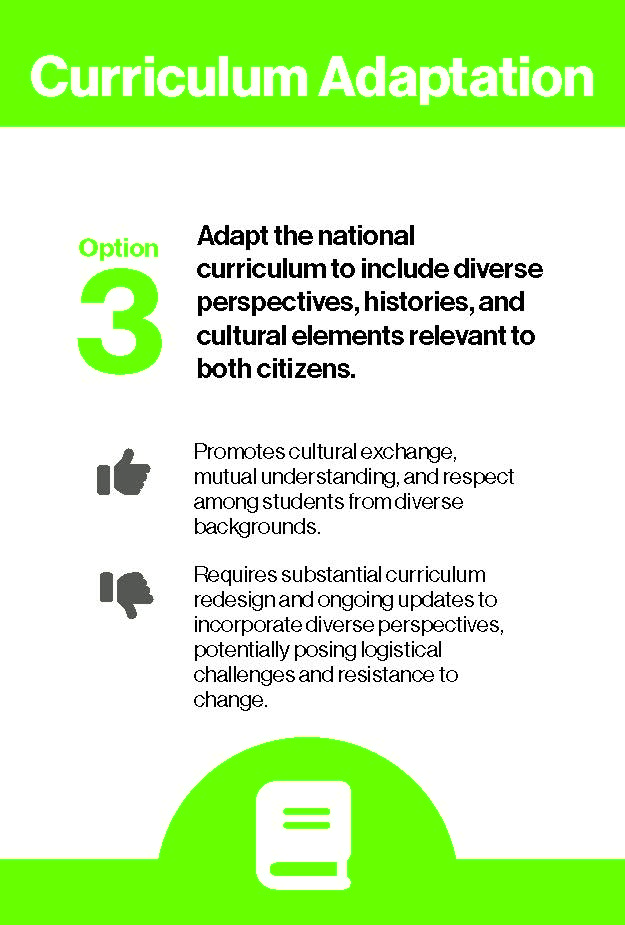 Curriculum Adaptation
Option
3
Adapt the national
curriculum to include diverse
perspectives, histories, and
cultural elements relevant to
both citizens.
Promotes cultural exchange,
mutual understanding, and respect
among students from diverse
backgrounds.
Requires substantial curriculum
redesign and ongoing updates to
incorporate diverse perspectives,
potentially posing logistical
challenges and resistance to
change.